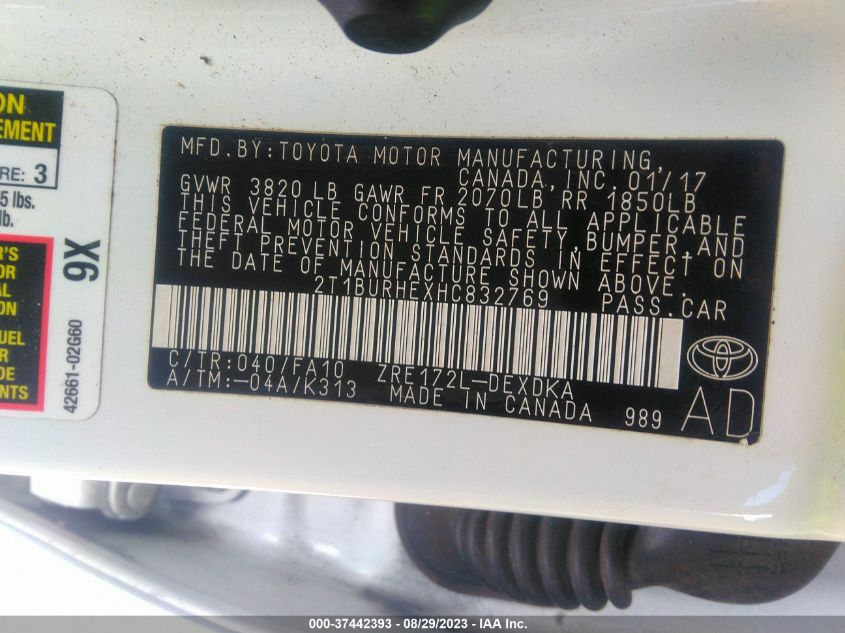 ON
EMENT
RE: 3
5 lbs.
lb.
R'S
OR
AL
ON
UEL
R
DE
ENTS
9X
42661-02G60
MFD.BY:TOYOTA MOTOR MANUFACTURING,
CANADA,INC.01/17
GVWR 3820 LB GAWR FR 2070LB RR 1850LB
THIS VEHICLE CONFORMS TO ALL APPLICABLE
FEDERAL MOTOR VEHICLE SAFETY,BUMPER,AND
THEFT PREVENTION STANDARDS IN EFFECT ON
THE DATE OF MANUFACTURE SHOWN ABOVE.
2T1BURHEXHC832769 PASS.CAR
C/TR:040/FA10 ZRE172L-DEXDKA
A/TM:-04A/K313 MADE IN CANADA 989
AD
000-37442393 - 08/29/2023 - IAA Inc.